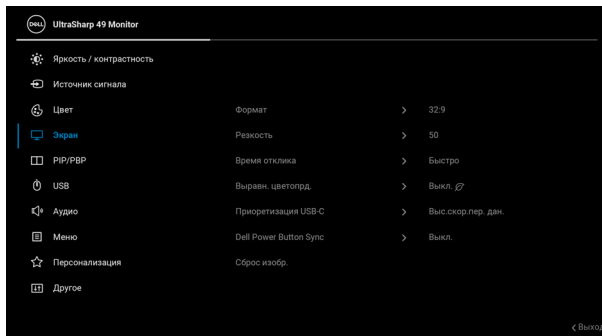 DELL UltraSharp 49 Monitor
Яркость / контрастность
Источник сигнала
Цвет Формат > 32:9
Экран Резкость > 50
PIP/PBP Время отклика > Быстро
USB Выравн. цветопрд. > Выкл.
Аудио Приоретизация USB-C > Выс.скор.пер. дан.
Меню Dell Power Button Sync > Выкл.
Персонализация Сброс изобр.
Другое
< Выход